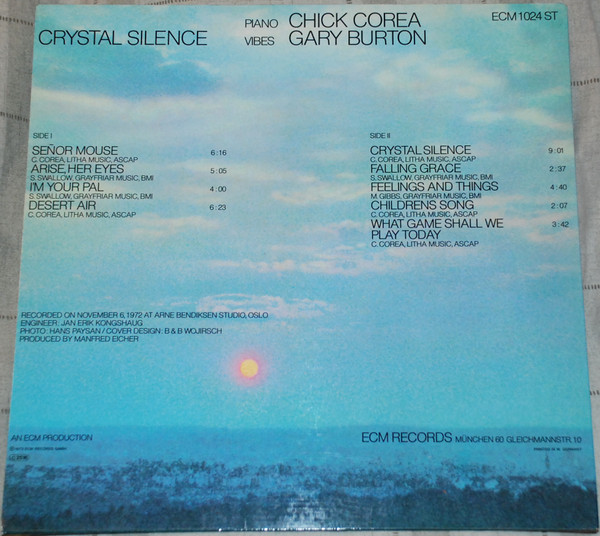 CRYSTAL SILENCE
PIANO CHICK COREA
VIBES GARY BURTON
ECM 1024 ST
SIDE I
SEÑOR MOUSE 6:16
C. COREA, LITHA MUSIC, ASCAP
ARISE, HER EYES 5:05
S. SWALLOW, GRAYFRIAR MUSIC, BMI
I'M YOUR PAL 4:00
S. SWALLOW, GRAYFRIAR MUSIC, BMI
DESERT AIR 6:23
C. COREA, LITHA MUSIC, ASCAP
SIDE II
CRYSTAL SILENCE 9:01
C. COREA, LITHA MUSIC, ASCAP
FALLING GRACE 2:37
S. SWALLOW, GRAYFRIAR MUSIC, BMI
FEELINGS AND THINGS 4:40
M. GIBBS, GRAYFRIAR MUSIC, BMI
CHILDRENS SONG 2:07
C. COREA, LITHA MUSIC, ASCAP
WHAT GAME SHALL WE 3:42
PLAY TODAY
C. COREA, LITHA MUSIC, ASCAP
RECORDED ON NOVEMBER 6, 1972 AT ARNE BENDIKSEN STUDIO, OSLO
ENGINEER: JAN ERIK KONGSHAUG
PHOTO: HANS PAYSAN / COVER DESIGN: B & B WOJIRSCH
PRODUCED BY MANFRED EICHER
AN ECM PRODUCTION
ECM RECORDS MÜNCHEN 60 GLEICHMANNSTR. 10